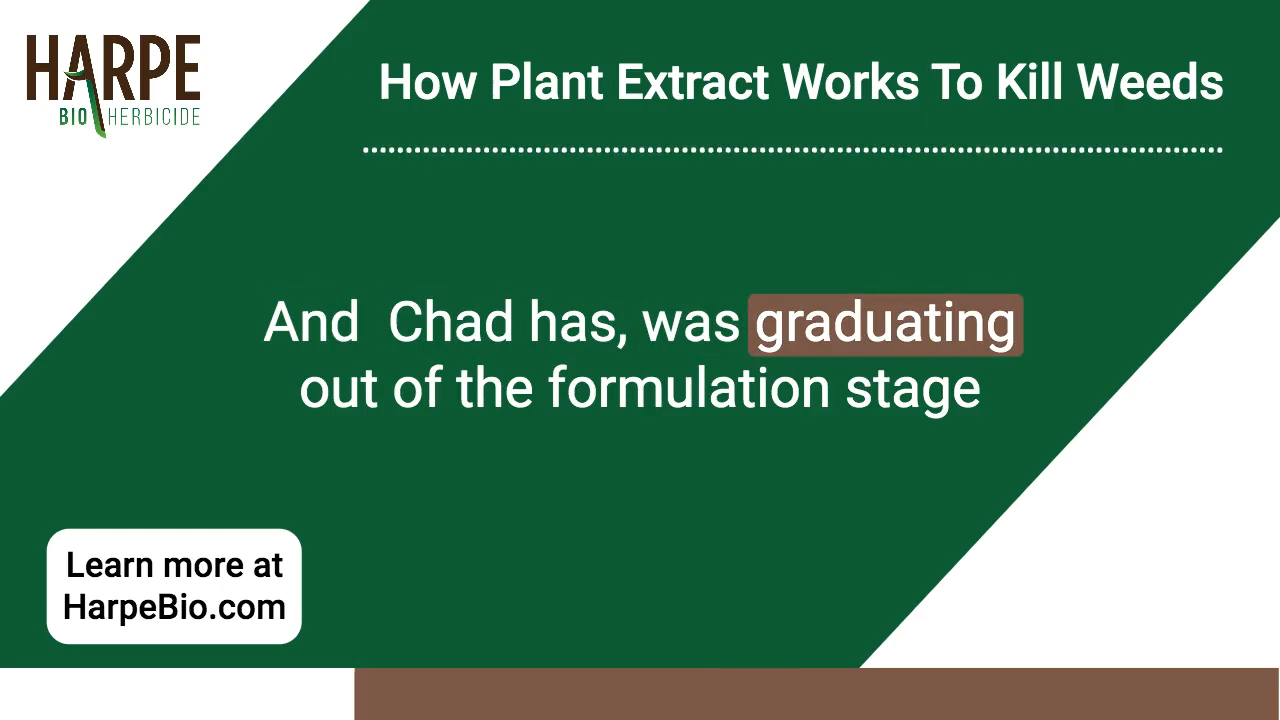 HARPE
BIO HERBICIDE
How Plant Extract Works To Kill Weeds
And  Chad has, was graduating
out of the formulation stage
Learn more at
HarpeBio.com